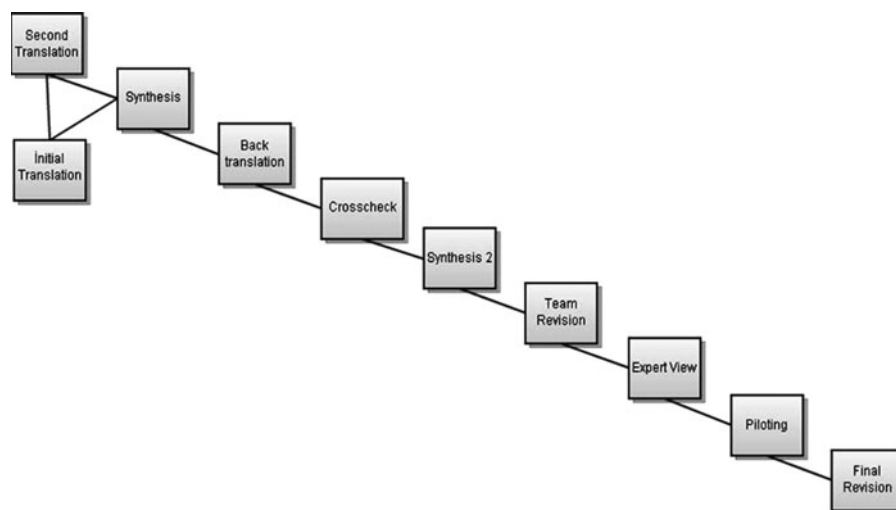 Second
Translation
Synthesis
İnitial
Translation
Back
translation
Crosscheck
Synthesis 2
Team
Revision
Expert View
Piloting
Final
Revision